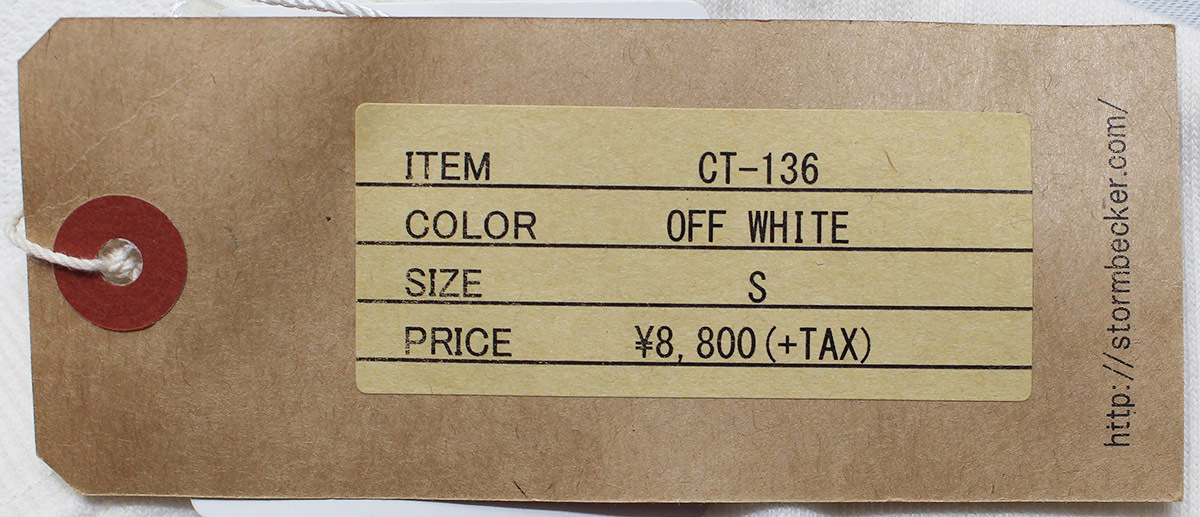 ITEM CT-136
COLOR OFF WHITE
SIZE S
PRICE ¥8,800(+TAX)
http://stormbecker.com/